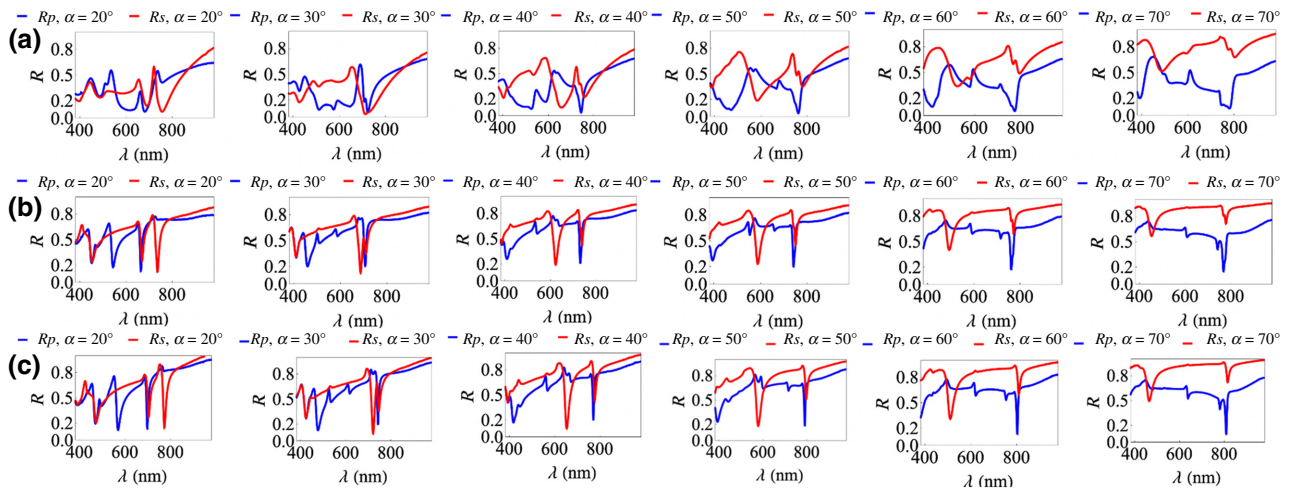 Rp, α = 20° Rs, α = 20° Rp, α = 30° Rs, α = 30° Rp, α = 40° Rs, α = 40° Rp, α = 50° Rs, α = 50° Rp, α = 60° Rs, α = 60° Rp, α = 70° Rs, α = 70°
(a)
R 0.8 0.5 0.2 0.0 R 0.8 0.5 0.2 0.0 R 0.8 0.5 0.2 0.0 R 0.8 0.5 0.2 0.0 R 0.8 0.5 0.2 0.0 R 0.8 0.5 0.2 0.0
400 600 800 400 600 800 400 600 800 400 600 800 400 600 800 400 600 800
λ (nm) λ (nm) λ (nm) λ (nm) λ (nm) λ (nm)
Rp, α = 20° Rs, α = 20° Rp, α = 30° Rs, α = 30° Rp, α = 40° Rs, α = 40° Rp, α = 50° Rs, α = 50° Rp, α = 60° Rs, α = 60° Rp, α = 70° Rs, α = 70°
(b)
R 0.8 0.5 0.2 0.0 R 0.8 0.5 0.2 0.0 R 0.8 0.5 0.2 0.0 R 0.8 0.5 0.2 0.0 R 0.8 0.5 0.2 0.0 R 0.8 0.5 0.2 0.0
400 600 800 400 600 800 400 600 800 400 600 800 400 600 800 400 600 800
λ (nm) λ (nm) λ (nm) λ (nm) λ (nm) λ (nm)
Rp, α = 20° Rs, α = 20° Rp, α = 30° Rs, α = 30° Rp, α = 40° Rs, α = 40° Rp, α = 50° Rs, α = 50° Rp, α = 60° Rs, α = 60° Rp, α = 70° Rs, α = 70°
(c)
R 0.8 0.5 0.2 0.0 R 0.8 0.5 0.2 0.0 R 0.8 0.5 0.2 0.0 R 0.8 0.5 0.2 0.0 R 0.8 0.5 0.2 0.0 R 0.8 0.5 0.2 0.0
400 600 800 400 600 800 400 600 800 400 600 800 400 600 800 400 600 800
λ (nm) λ (nm) λ (nm) λ (nm) λ (nm) λ (nm)